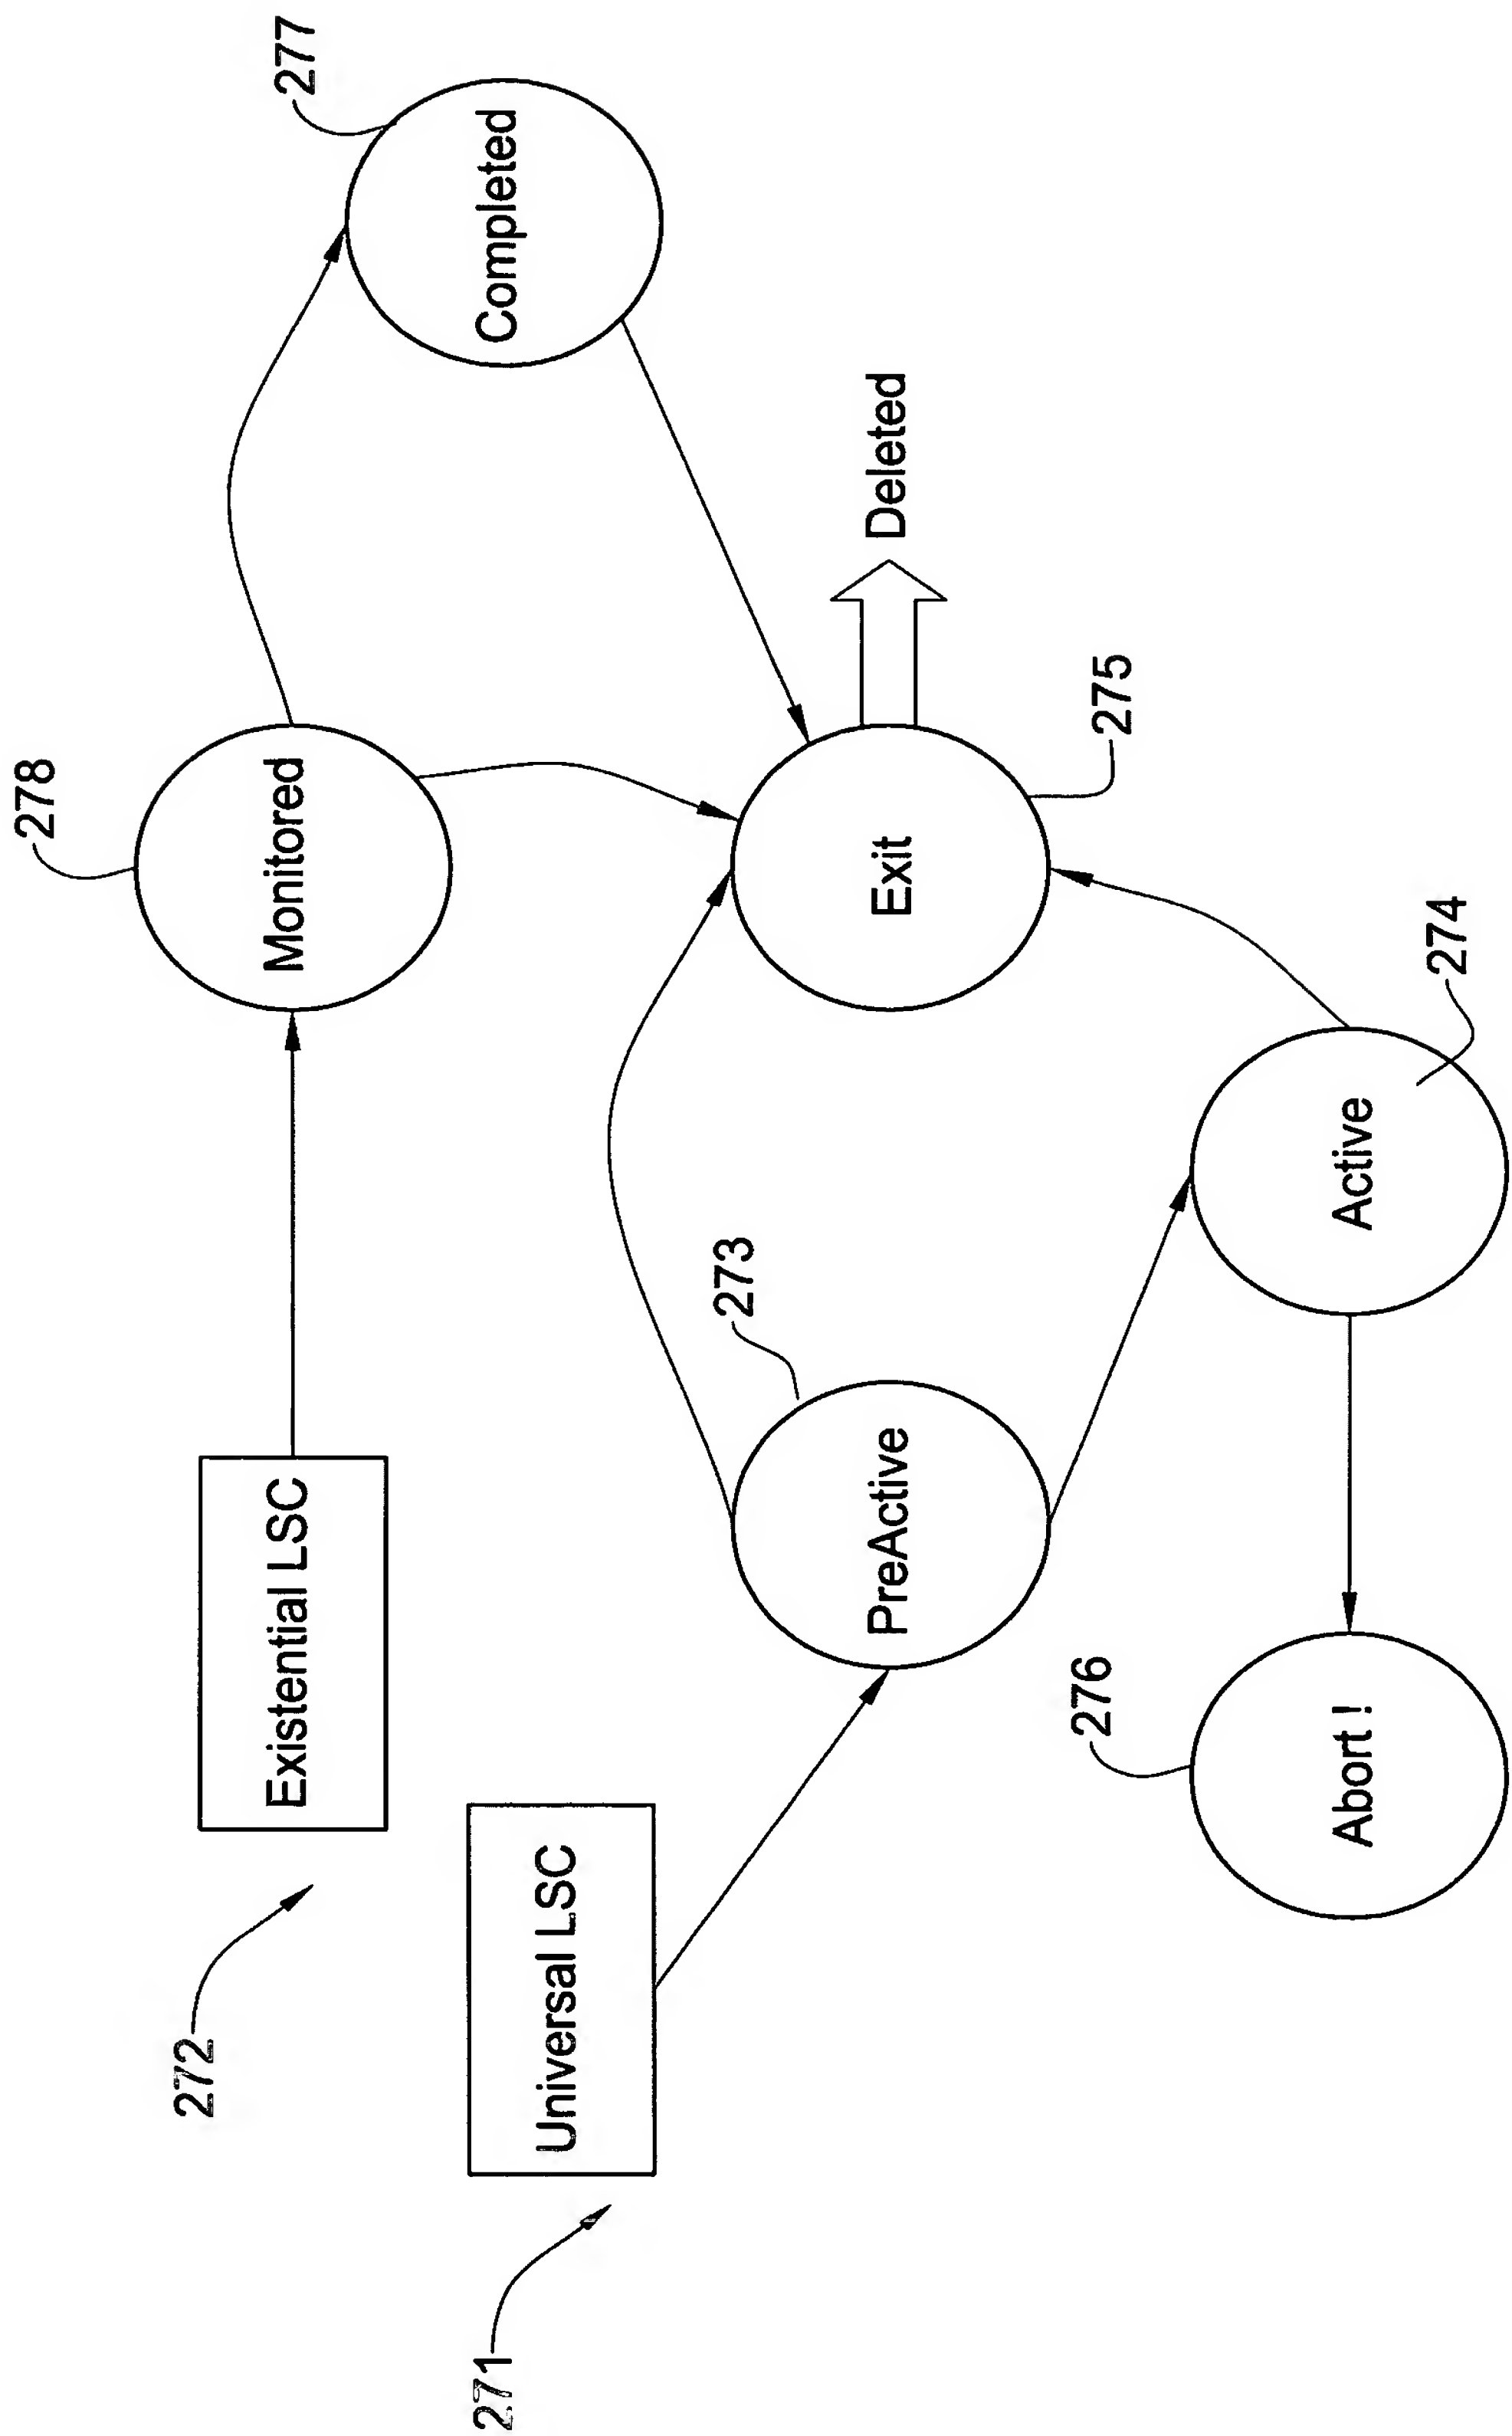 278
Monitored
277
Completed
272
Existential LSC
271
Universal LSC
273
PreActive
Exit
Deleted
275
276
Abort !
Active
274